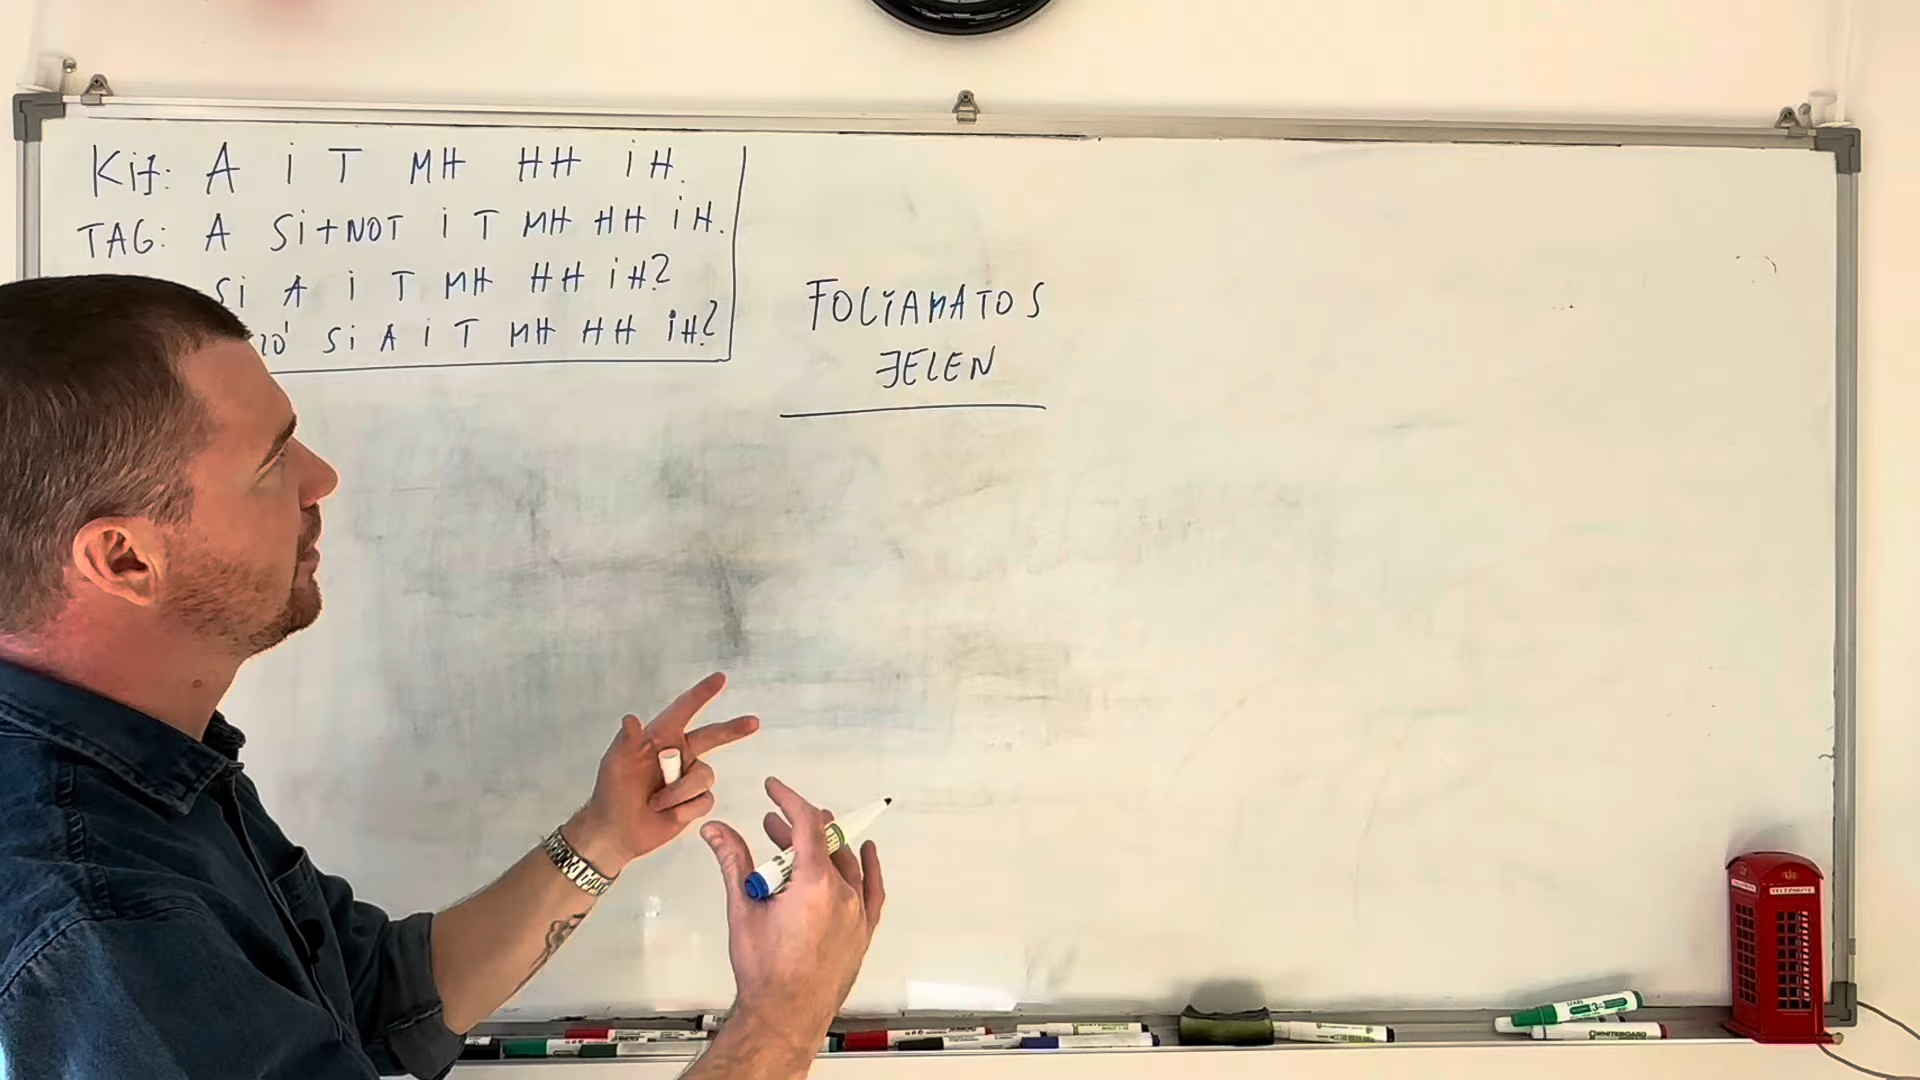 Kij: A i T MH HH iH.
TAG: A Si+NOT i T MH HH iH.
Si A i T MH HH iH?
Si A i T MH HH iH?
FOLYAMATOS
JELEN
TELEPHONE